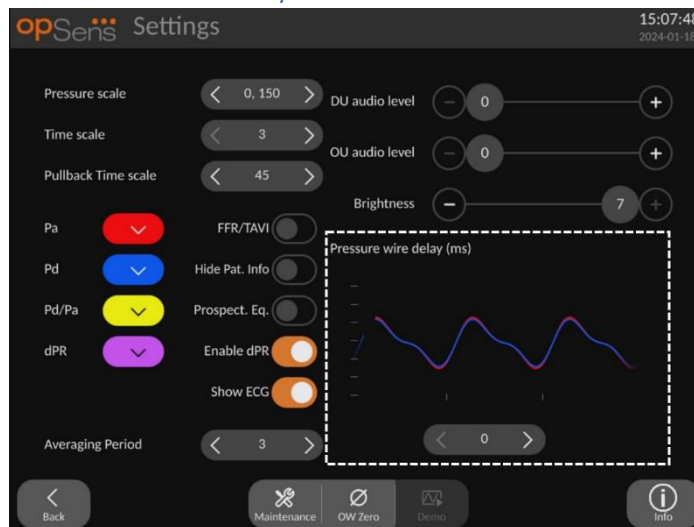 opSens Settings
15:07:48
2024-01-18
Pressure scale
0, 150
Time scale
3
Pullback Time scale
45
DU audio level
0
OU audio level
0
Brightness
7
Pa
Pd
Pd/Pa
dPR
FFR/TAVI
Hide Pat. Info
Prospect. Eq.
Enable dPR
Show ECG
Averaging Period
3
Pressure wire delay (ms)
0
Back
Maintenance
OW Zero
Demo
Info